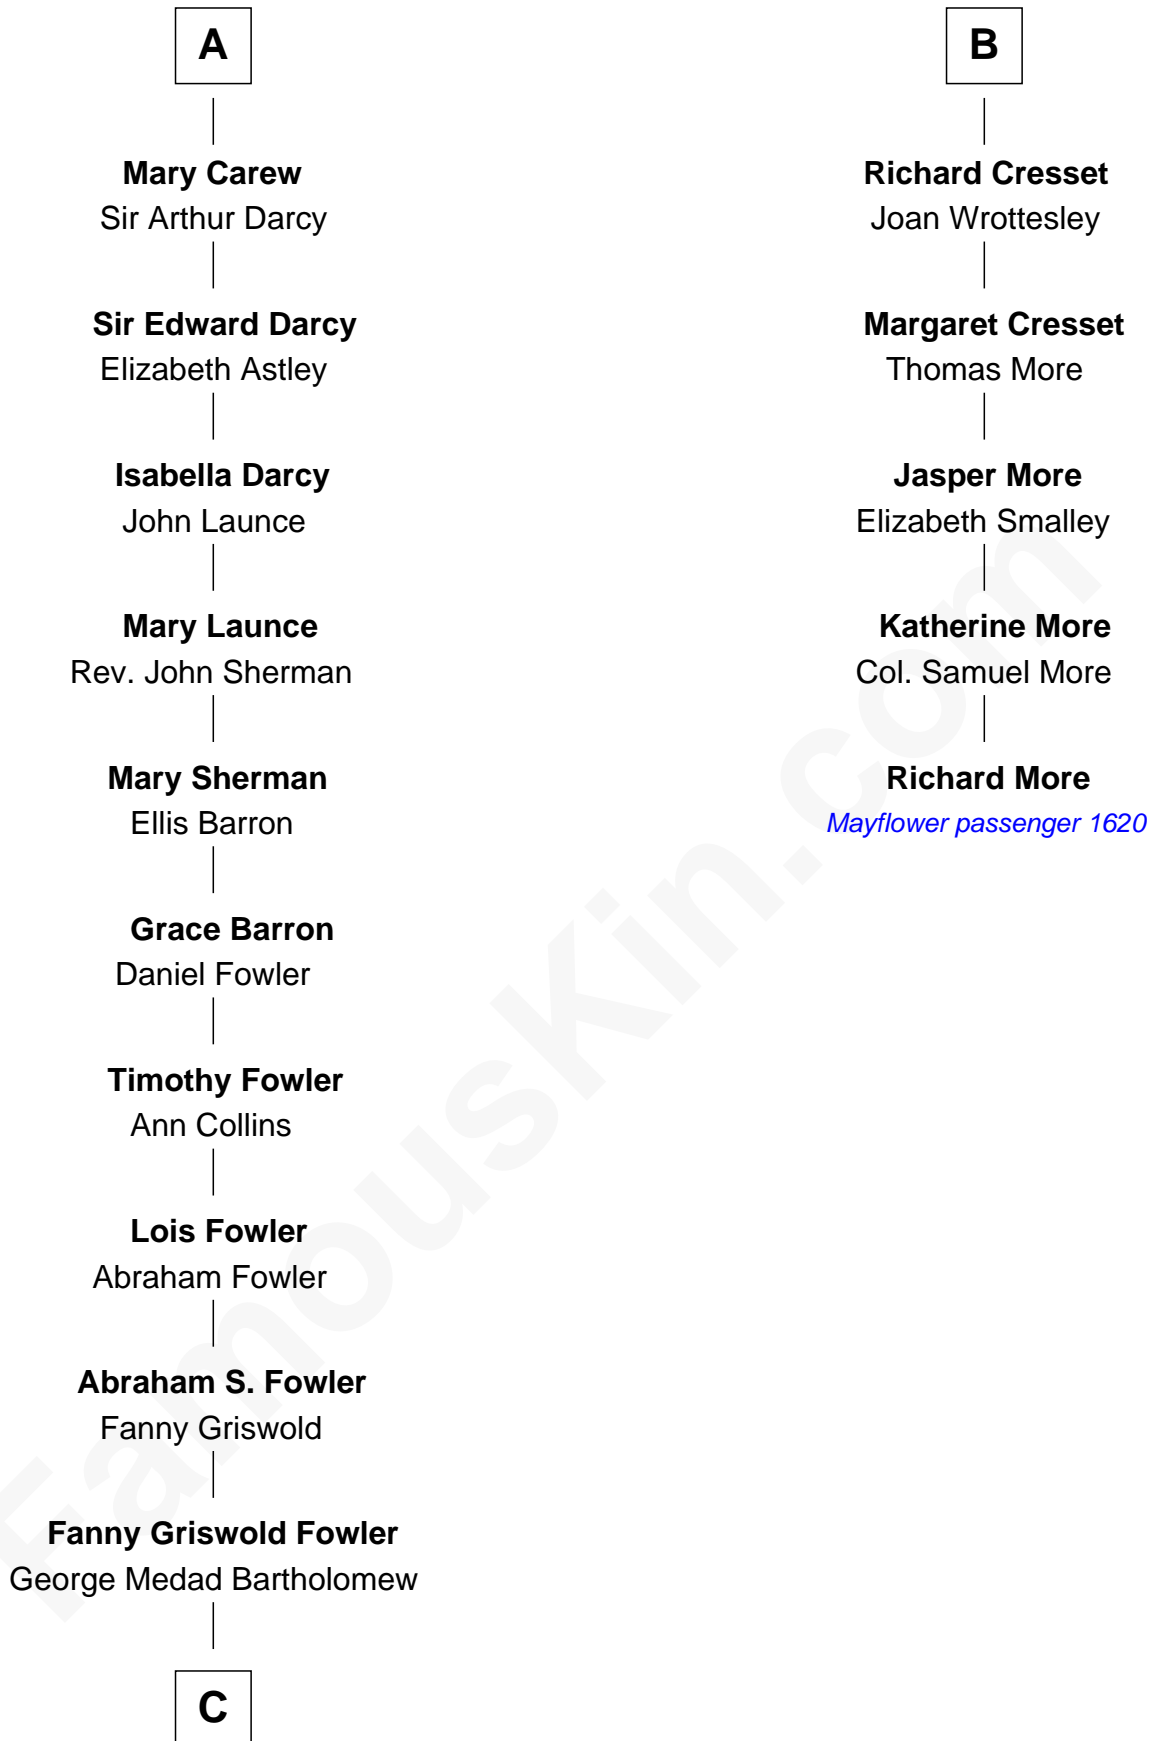 A
Mary Carew
Sir Arthur Darcy
Sir Edward Darcy
Elizabeth Astley
Isabella Darcy
John Launce
Mary Launce
Rev. John Sherman
Mary Sherman
Ellis Barron
Grace Barron
Daniel Fowler
Timothy Fowler
Ann Collins
Lois Fowler
Abraham Fowler
Abraham S. Fowler
Fanny Griswold
Fanny Griswold Fowler
George Medad Bartholomew
C
B
Richard Cresset
Joan Wrottesley
Margaret Cresset
Thomas More
Jasper More
Elizabeth Smalley
Katherine More
Col. Samuel More
Richard More
Mayflower passenger 1620
FamousKin.com